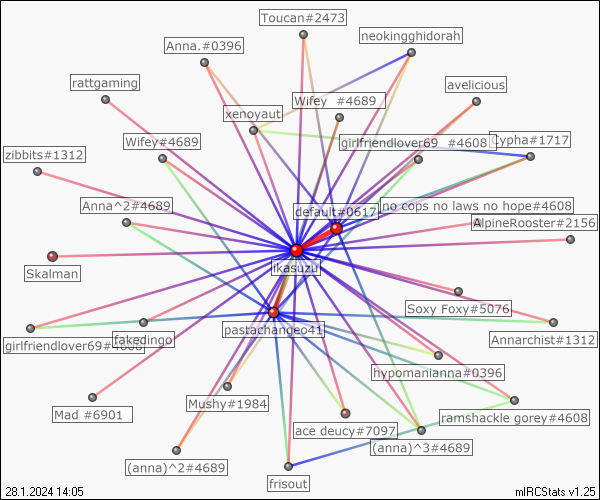 Toucan#2473
neokingghidorah
Anna.#0396
rattgaming
avelicious
Wifey #4689
xenoyaut
Wifey#4689
girlfriendlover69 #4608
Cypha#1717
zibbits#1312
Anna^2#4689
default#0617
no cops no laws no hope#4608
AlpineRooster#2156
Skalman
ikasuzu
Soxy Foxy#5076
pastachangeo41
fakedingo
girlfriendlover69#4608
Annarchist#1312
hypomanianna#0396
Mushy#1984
Mad #6901
ramshackle gorey#4608
ace deucy#7097
(anna)^3#4689
(anna)^2#4689
frisout
28.1.2024 14:05
mIRCStats v1.25